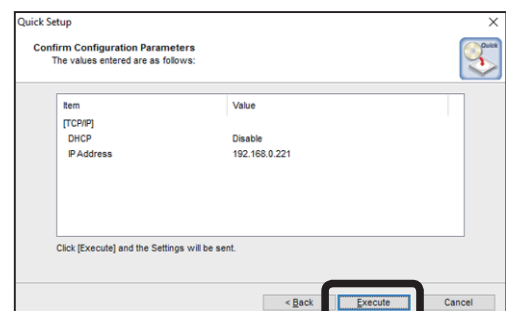 Quick Setup
Confirm Configuration Parameters
The values entered are as follows:
Quick
Item Value
[TCP/IP]
DHCP Disable
IP Address 192.168.0.221
Click [Execute] and the Settings will be sent.
< Back Execute Cancel